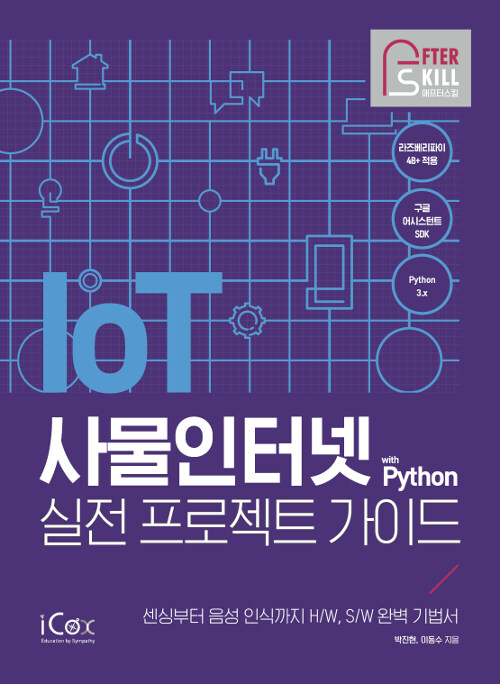 AFTER
SKILL
애프터스킬
라즈베리파이
4B+ 적용
구글
어시스턴트
SDK
Python
3.x
IoT
사물인터넷 with Python
실전 프로젝트 가이드
센싱부터 음성 인식까지 H/W, S/W 완벽 기법서
박진현, 이동수 지음
iCox
Education by Sympathy